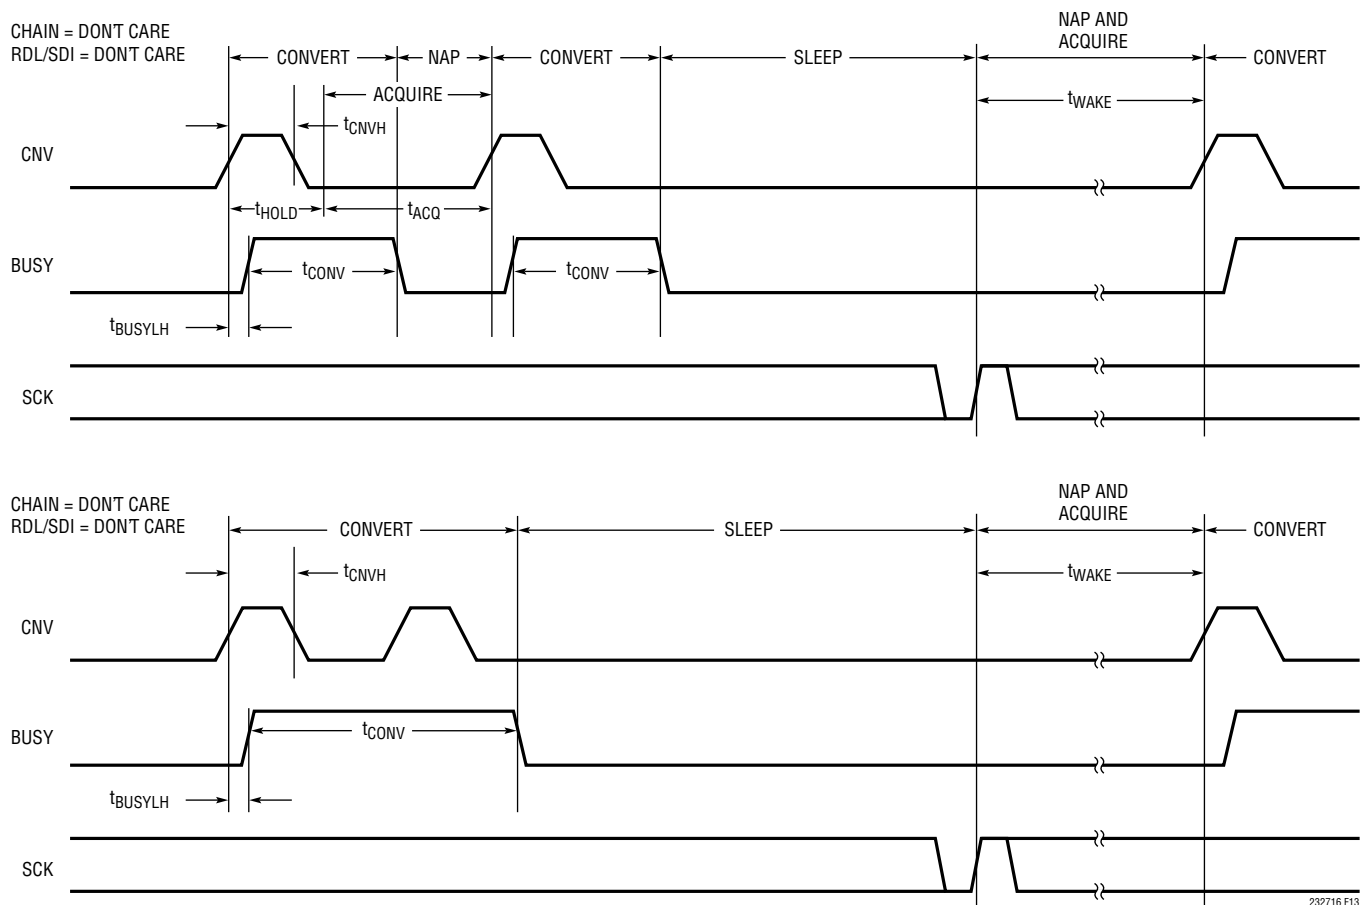 CHAIN = DON'T CARE
RDL/SDI = DON'T CARE
NAP AND
ACQUIRE
CONVERT
NAP
CONVERT
SLEEP
CONVERT
ACQUIRE
tWAKE
tCNVH
CNV
tHOLD
tACQ
BUSY
tCONV
tCONV
tBUSYLH
SCK
CHAIN = DON'T CARE
RDL/SDI = DON'T CARE
NAP AND
ACQUIRE
CONVERT
SLEEP
CONVERT
tCNVH
tWAKE
CNV
BUSY
tCONV
tBUSYLH
SCK
232716 F13